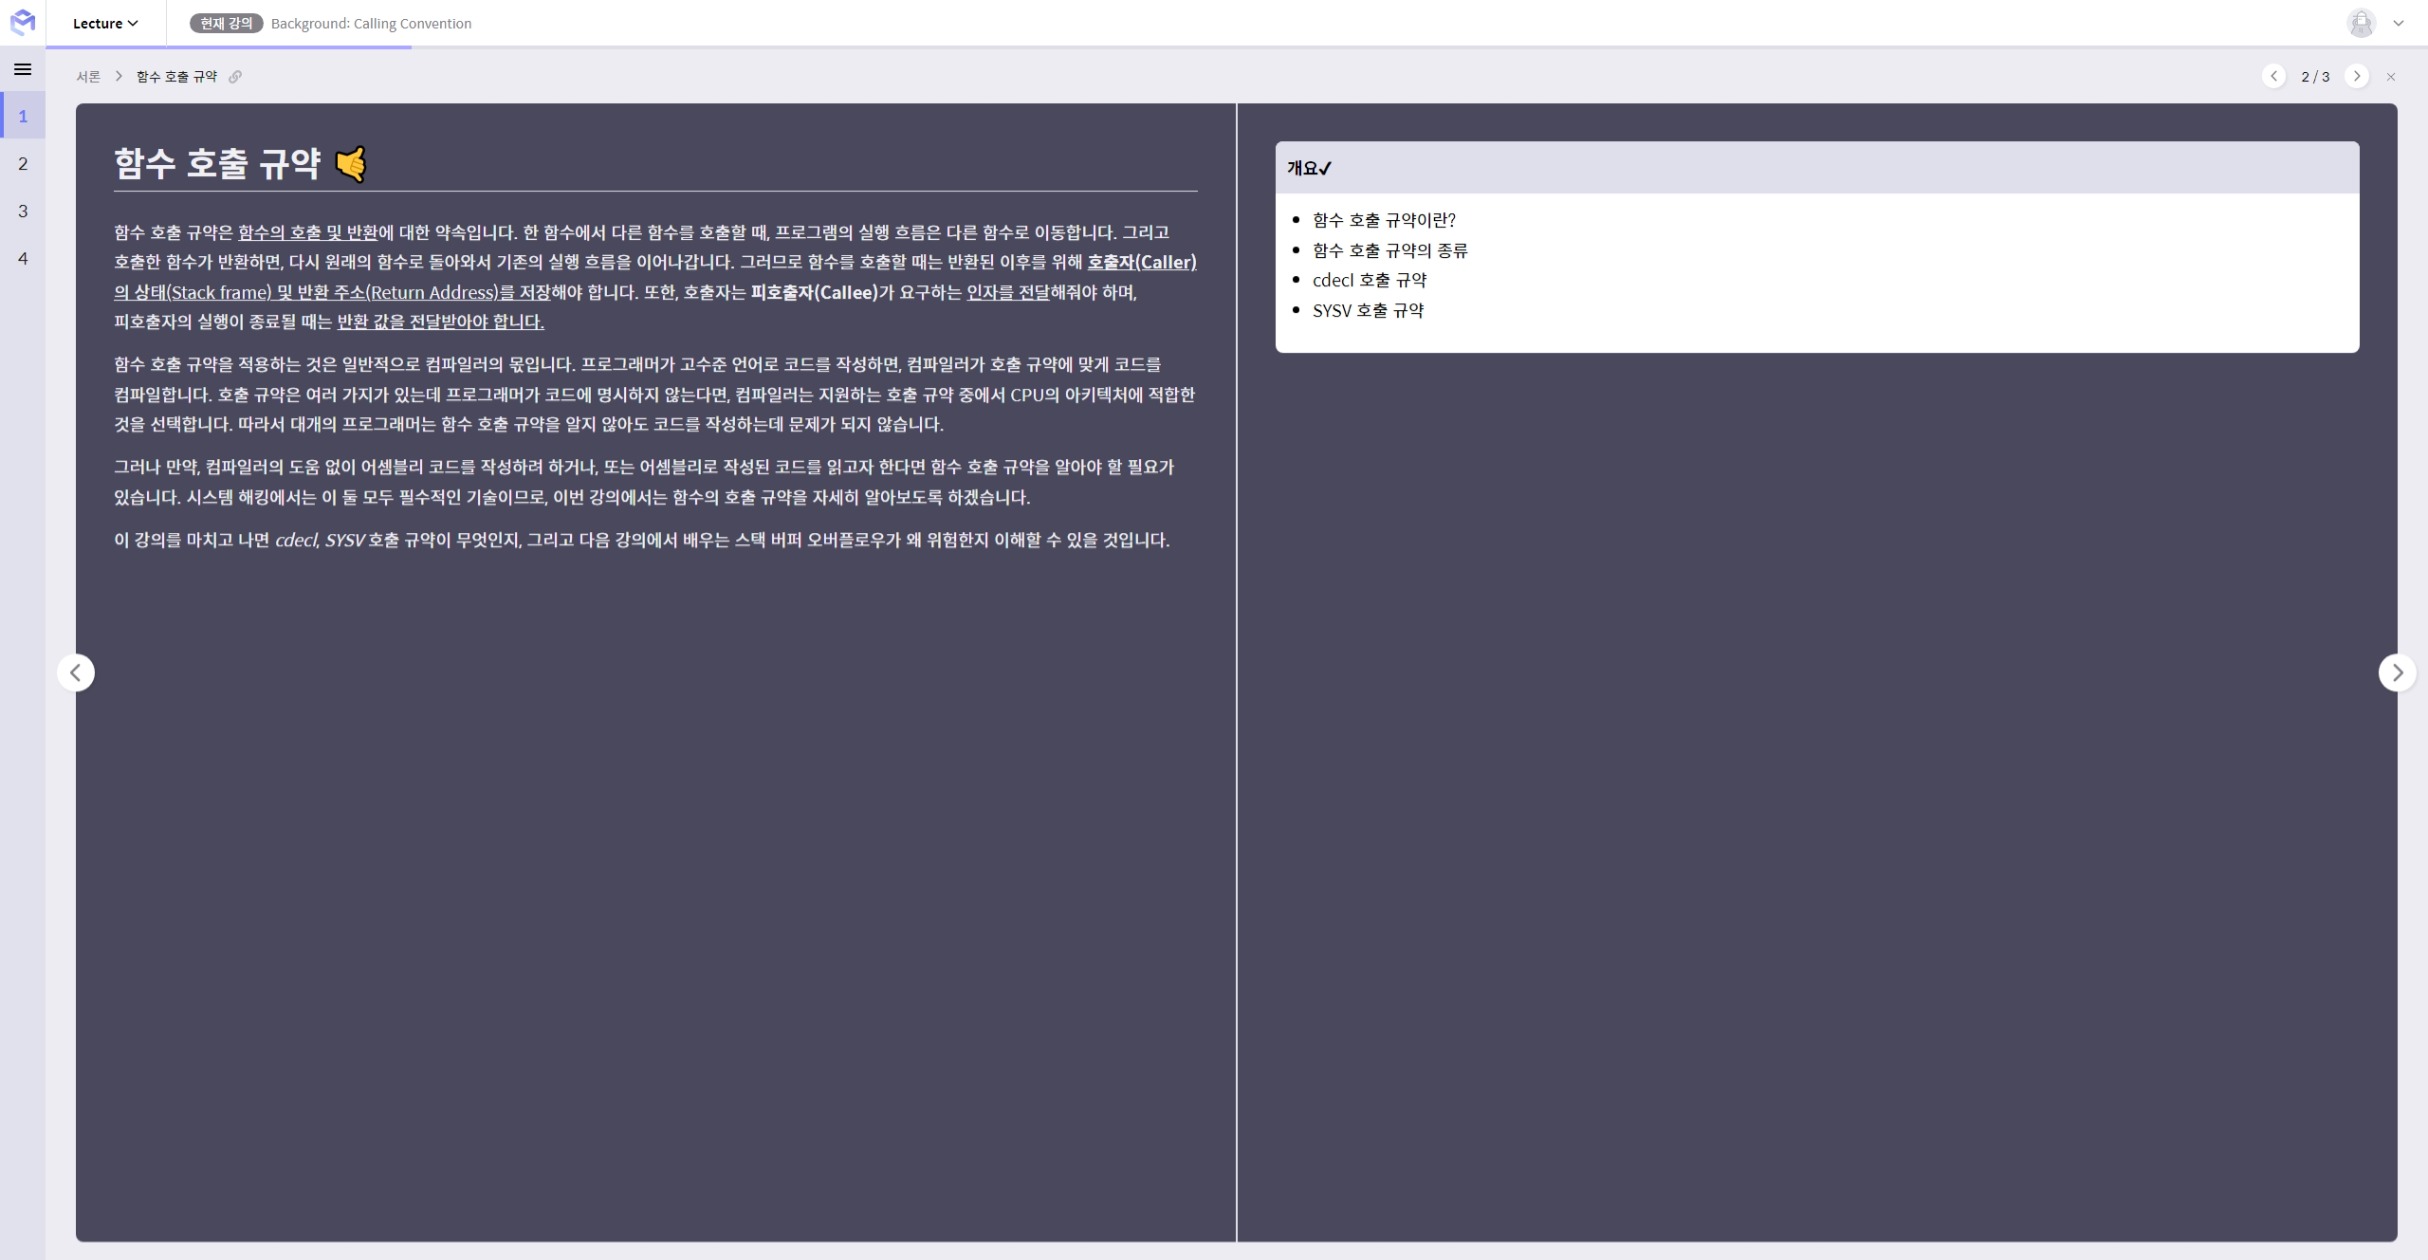 Lecture
현재 강의 Background: Calling Convention
서론 > 함수 호출 규약
2 / 3
1
2
3
4
함수 호출 규약 🤙
함수 호출 규약은 함수의 호출 및 반환에 대한 약속입니다. 한 함수에서 다른 함수를 호출할 때, 프로그램의 실행 흐름은 다른 함수로 이동합니다. 그리고
호출한 함수가 반환하면, 다시 원래의 함수로 돌아와서 기존의 실행 흐름을 이어나갑니다. 그러므로 함수를 호출할 때는 반환된 이후를 위해 호출자(Caller)
의 상태(Stack frame) 및 반환 주소(Return Address)를 저장해야 합니다. 또한, 호출자는 피호출자(Callee)가 요구하는 인자를 전달해줘야 하며,
피호출자의 실행이 종료될 때는 반환 값을 전달받아야 합니다.
함수 호출 규약을 적용하는 것은 일반적으로 컴파일러의 몫입니다. 프로그래머가 고수준 언어로 코드를 작성하면, 컴파일러가 호출 규약에 맞게 코드를
컴파일합니다. 호출 규약은 여러 가지가 있는데 프로그래머가 코드에 명시하지 않는다면, 컴파일러는 지원하는 호출 규약 중에서 CPU의 아키텍처에 적합한
것을 선택합니다. 따라서 대개의 프로그래머는 함수 호출 규약을 알지 않아도 코드를 작성하는데 문제가 되지 않습니다.
그러나 만약, 컴파일러의 도움 없이 어셈블리 코드를 작성하려 하거나, 또는 어셈블리로 작성된 코드를 읽고자 한다면 함수 호출 규약을 알아야 할 필요가
있습니다. 시스템 해킹에서는 이 둘 모두 필수적인 기술이므로, 이번 강의에서는 함수의 호출 규약을 자세히 알아보도록 하겠습니다.
이 강의를 마치고 나면 cdecl, SYSV 호출 규약이 무엇인지, 그리고 다음 강의에서 배우는 스택 버퍼 오버플로우가 왜 위험한지 이해할 수 있을 것입니다.
개요✔
• 함수 호출 규약이란?
• 함수 호출 규약의 종류
• cdecl 호출 규약
• SYSV 호출 규약